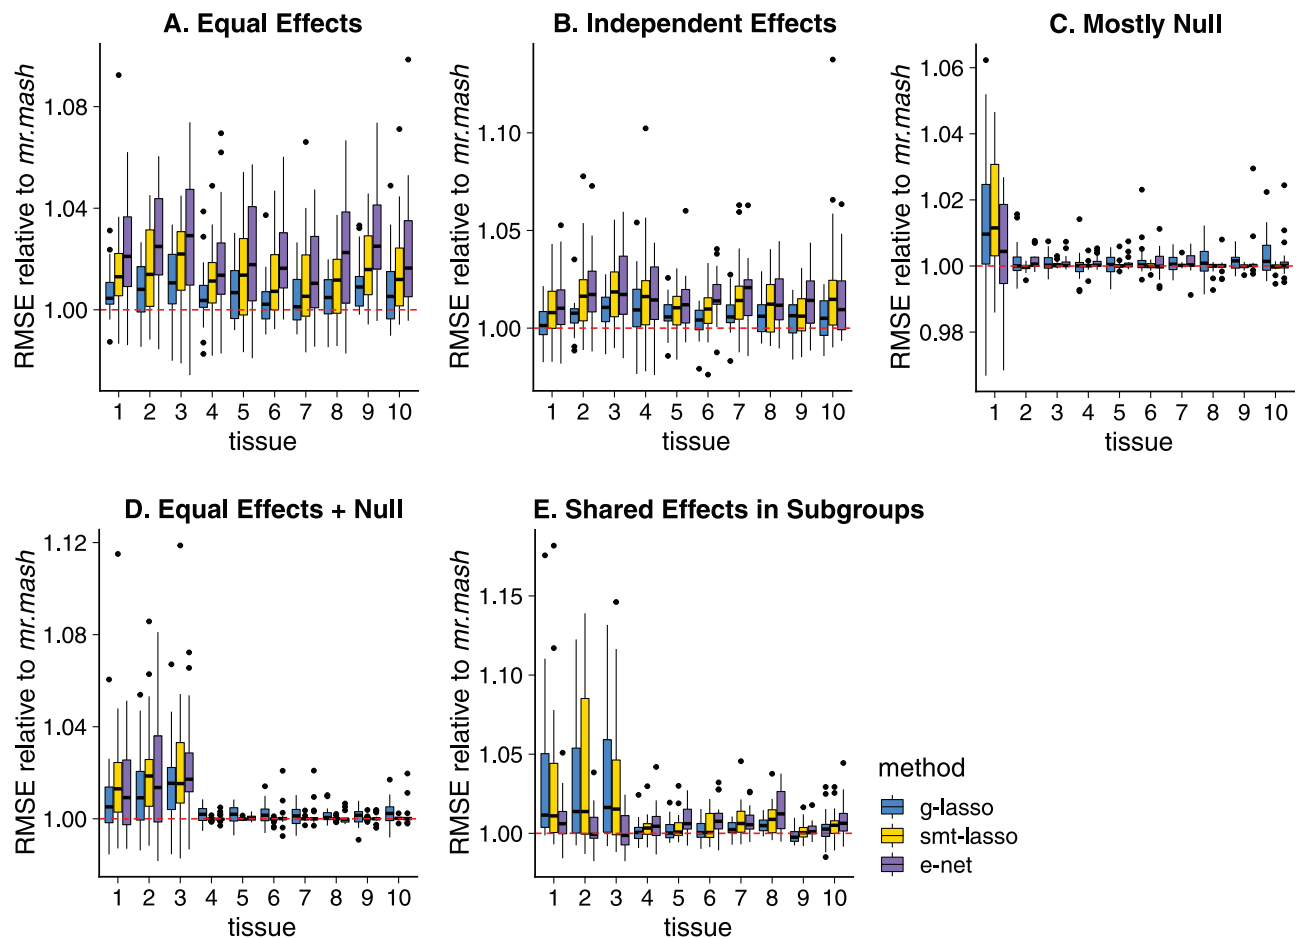 A. Equal Effects
RMSE relative to mr.mash
1.08
1.04
1.00
1 2 3 4 5 6 7 8 9 10
tissue
B. Independent Effects
RMSE relative to mr.mash
1.10
1.05
1.00
1 2 3 4 5 6 7 8 9 10
tissue
C. Mostly Null
RMSE relative to mr.mash
1.06
1.04
1.02
1.00
0.98
1 2 3 4 5 6 7 8 9 10
tissue
D. Equal Effects + Null
RMSE relative to mr.mash
1.12
1.08
1.04
1.00
1 2 3 4 5 6 7 8 9 10
tissue
E. Shared Effects in Subgroups
RMSE relative to mr.mash
1.15
1.10
1.05
1.00
1 2 3 4 5 6 7 8 9 10
tissue
method
g-lasso
smt-lasso
e-net